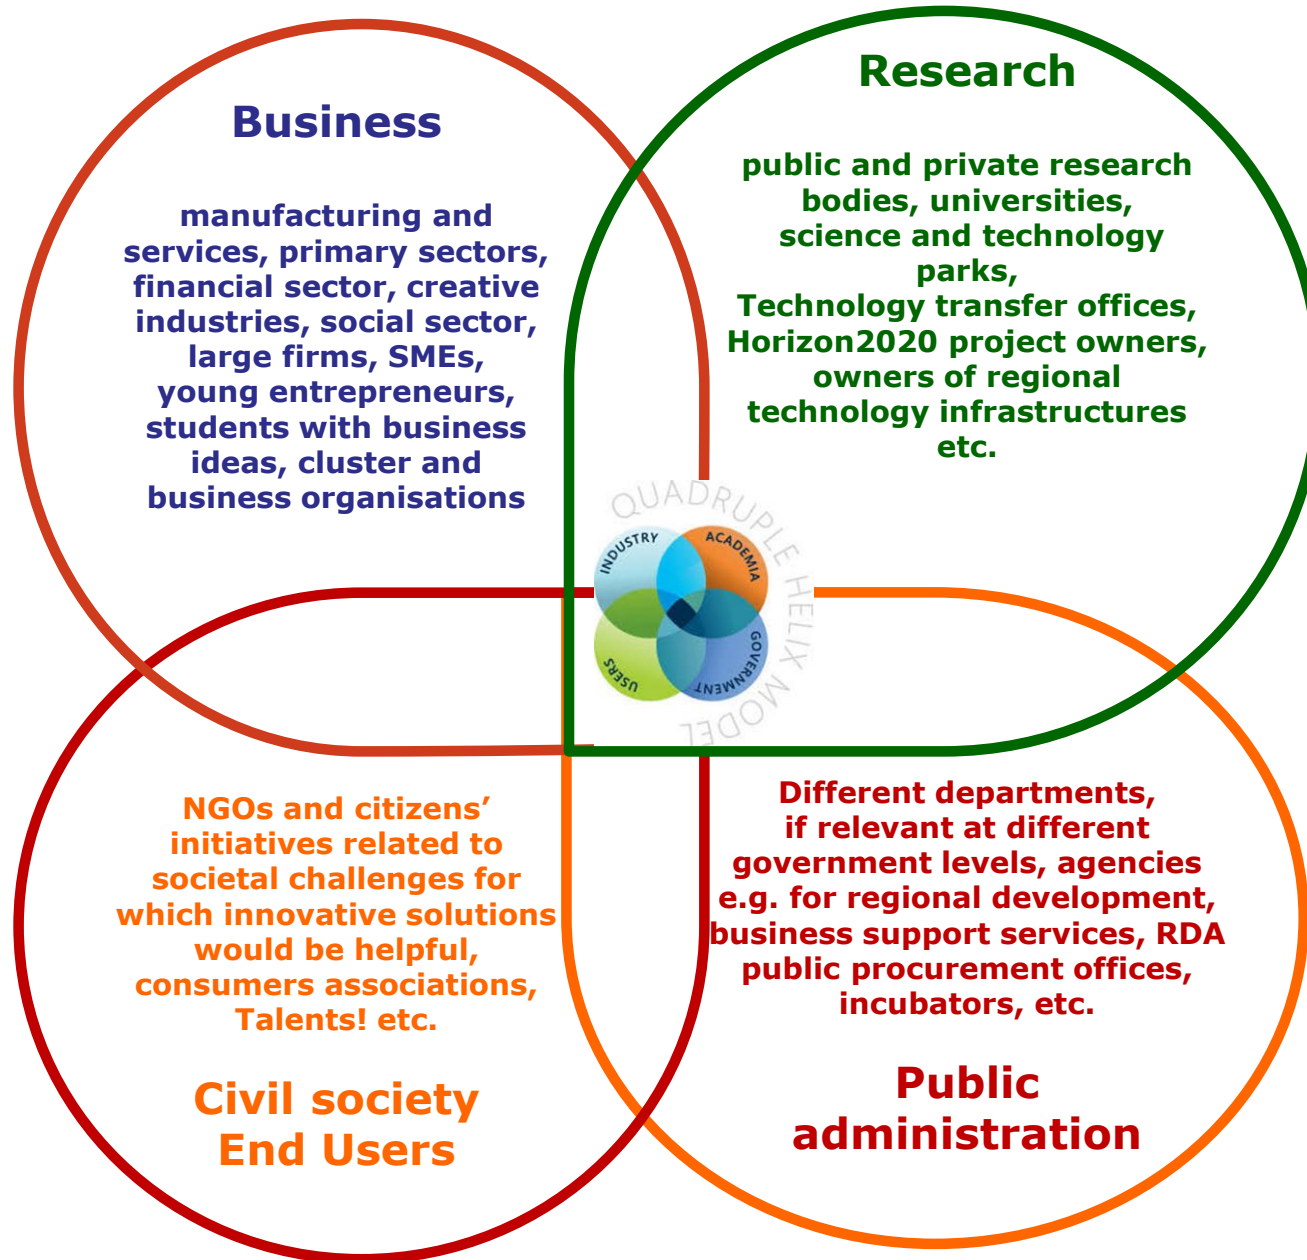 Business
manufacturing and
services, primary sectors,
financial sector, creative
industries, social sector,
large firms, SMEs,
young entrepreneurs,
students with business
ideas, cluster and
business organisations
Research
public and private research
bodies, universities,
science and technology
parks,
Technology transfer offices,
Horizon2020 project owners,
owners of regional
technology infrastructures
etc.
QUADRUPLE HELIX MODEL
INDUSTRY
ACADEMIA
USERS
GOVERNMENT
NGOs and citizens’
initiatives related to
societal challenges for
which innovative solutions
would be helpful,
consumers associations,
Talents! etc.
Civil society
End Users
Different departments,
if relevant at different
government levels, agencies
e.g. for regional development,
business support services, RDA
public procurement offices,
incubators, etc.
Public
administration